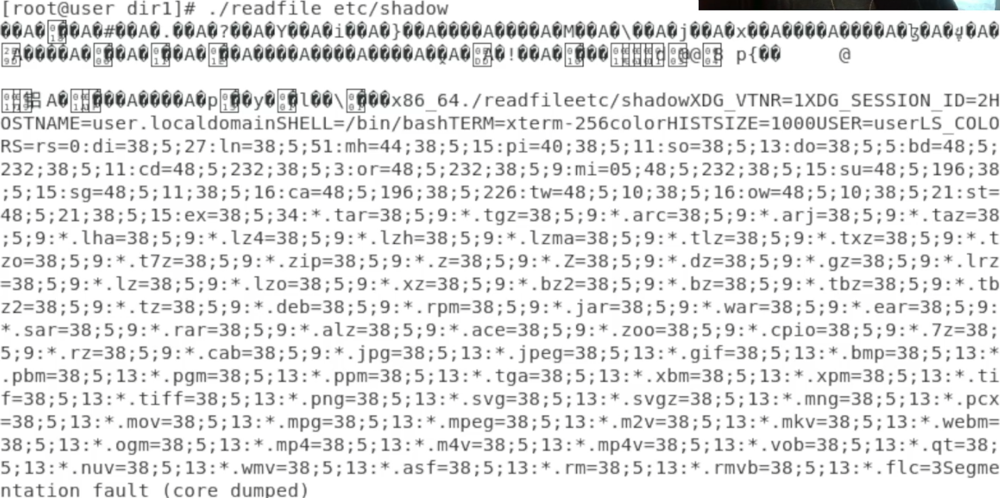 [root@user dir1]# ./readfile etc/shadow
��A���A�#��A�.��A�?��A�Y��A�i��A�}��A����A����A�M��A�\��A�j��A�x��A����A����A�
A����A���A���A���A����A����A����A�A�!��A� @@ 8 p{�� @
A����A����A�p��y��l��\���x86_64./readfileetc/shadowXDG_VTNR=1XDG_SESSION_ID=2H
OSTNAME=user.localdomainSHELL=/bin/bashTERM=xterm-256colorHISTSIZE=1000USER=userLS_COLO
RS=rs=0:di=38;5;27:ln=38;5;51:mh=44;38;5;15:pi=40;38;5;11:so=38;5;13:do=38;5;5:bd=48;5;
232;38;5;11:cd=48;5;232;38;5;3:or=48;5;232;38;5;9:mi=05;48;5;232;38;5;15:su=48;5;196;38
;5;15:sg=48;5;11;38;5;16:ca=48;5;196;38;5;226:tw=48;5;10;38;5;16:ow=48;5;10;38;5;21:st=
48;5;21;38;5;15:ex=38;5;34:*.tar=38;5;9:*.tgz=38;5;9:*.arc=38;5;9:*.arj=38;5;9:*.taz=38
;5;9:*.lha=38;5;9:*.lz4=38;5;9:*.lzh=38;5;9:*.lzma=38;5;9:*.tlz=38;5;9:*.txz=38;5;9:*.t
zo=38;5;9:*.t7z=38;5;9:*.zip=38;5;9:*.z=38;5;9:*.Z=38;5;9:*.dz=38;5;9:*.gz=38;5;9:*.lrz
=38;5;9:*.lz=38;5;9:*.lzo=38;5;9:*.xz=38;5;9:*.bz2=38;5;9:*.bz=38;5;9:*.tbz=38;5;9:*.tb
z2=38;5;9:*.tz=38;5;9:*.deb=38;5;9:*.rpm=38;5;9:*.jar=38;5;9:*.war=38;5;9:*.ear=38;5;9:
*.sar=38;5;9:*.rar=38;5;9:*.alz=38;5;9:*.ace=38;5;9:*.zoo=38;5;9:*.cpio=38;5;9:*.7z=38;
5;9:*.rz=38;5;9:*.cab=38;5;9:*.jpg=38;5;13:*.jpeg=38;5;13:*.gif=38;5;13:*.bmp=38;5;13:*
.pbm=38;5;13:*.pgm=38;5;13:*.ppm=38;5;13:*.tga=38;5;13:*.xbm=38;5;13:*.xpm=38;5;13:*.ti
f=38;5;13:*.tiff=38;5;13:*.png=38;5;13:*.svg=38;5;13:*.svgz=38;5;13:*.mng=38;5;13:*.pcx
=38;5;13:*.mov=38;5;13:*.mpg=38;5;13:*.mpeg=38;5;13:*.m2v=38;5;13:*.mkv=38;5;13:*.webm=
38;5;13:*.ogm=38;5;13:*.mp4=38;5;13:*.m4v=38;5;13:*.mp4v=38;5;13:*.vob=38;5;13:*.qt=38;
5;13:*.nuv=38;5;13:*.wmv=38;5;13:*.asf=38;5;13:*.rm=38;5;13:*.rmvb=38;5;13:*.flc=3Segme
ntation fault (core dumped)